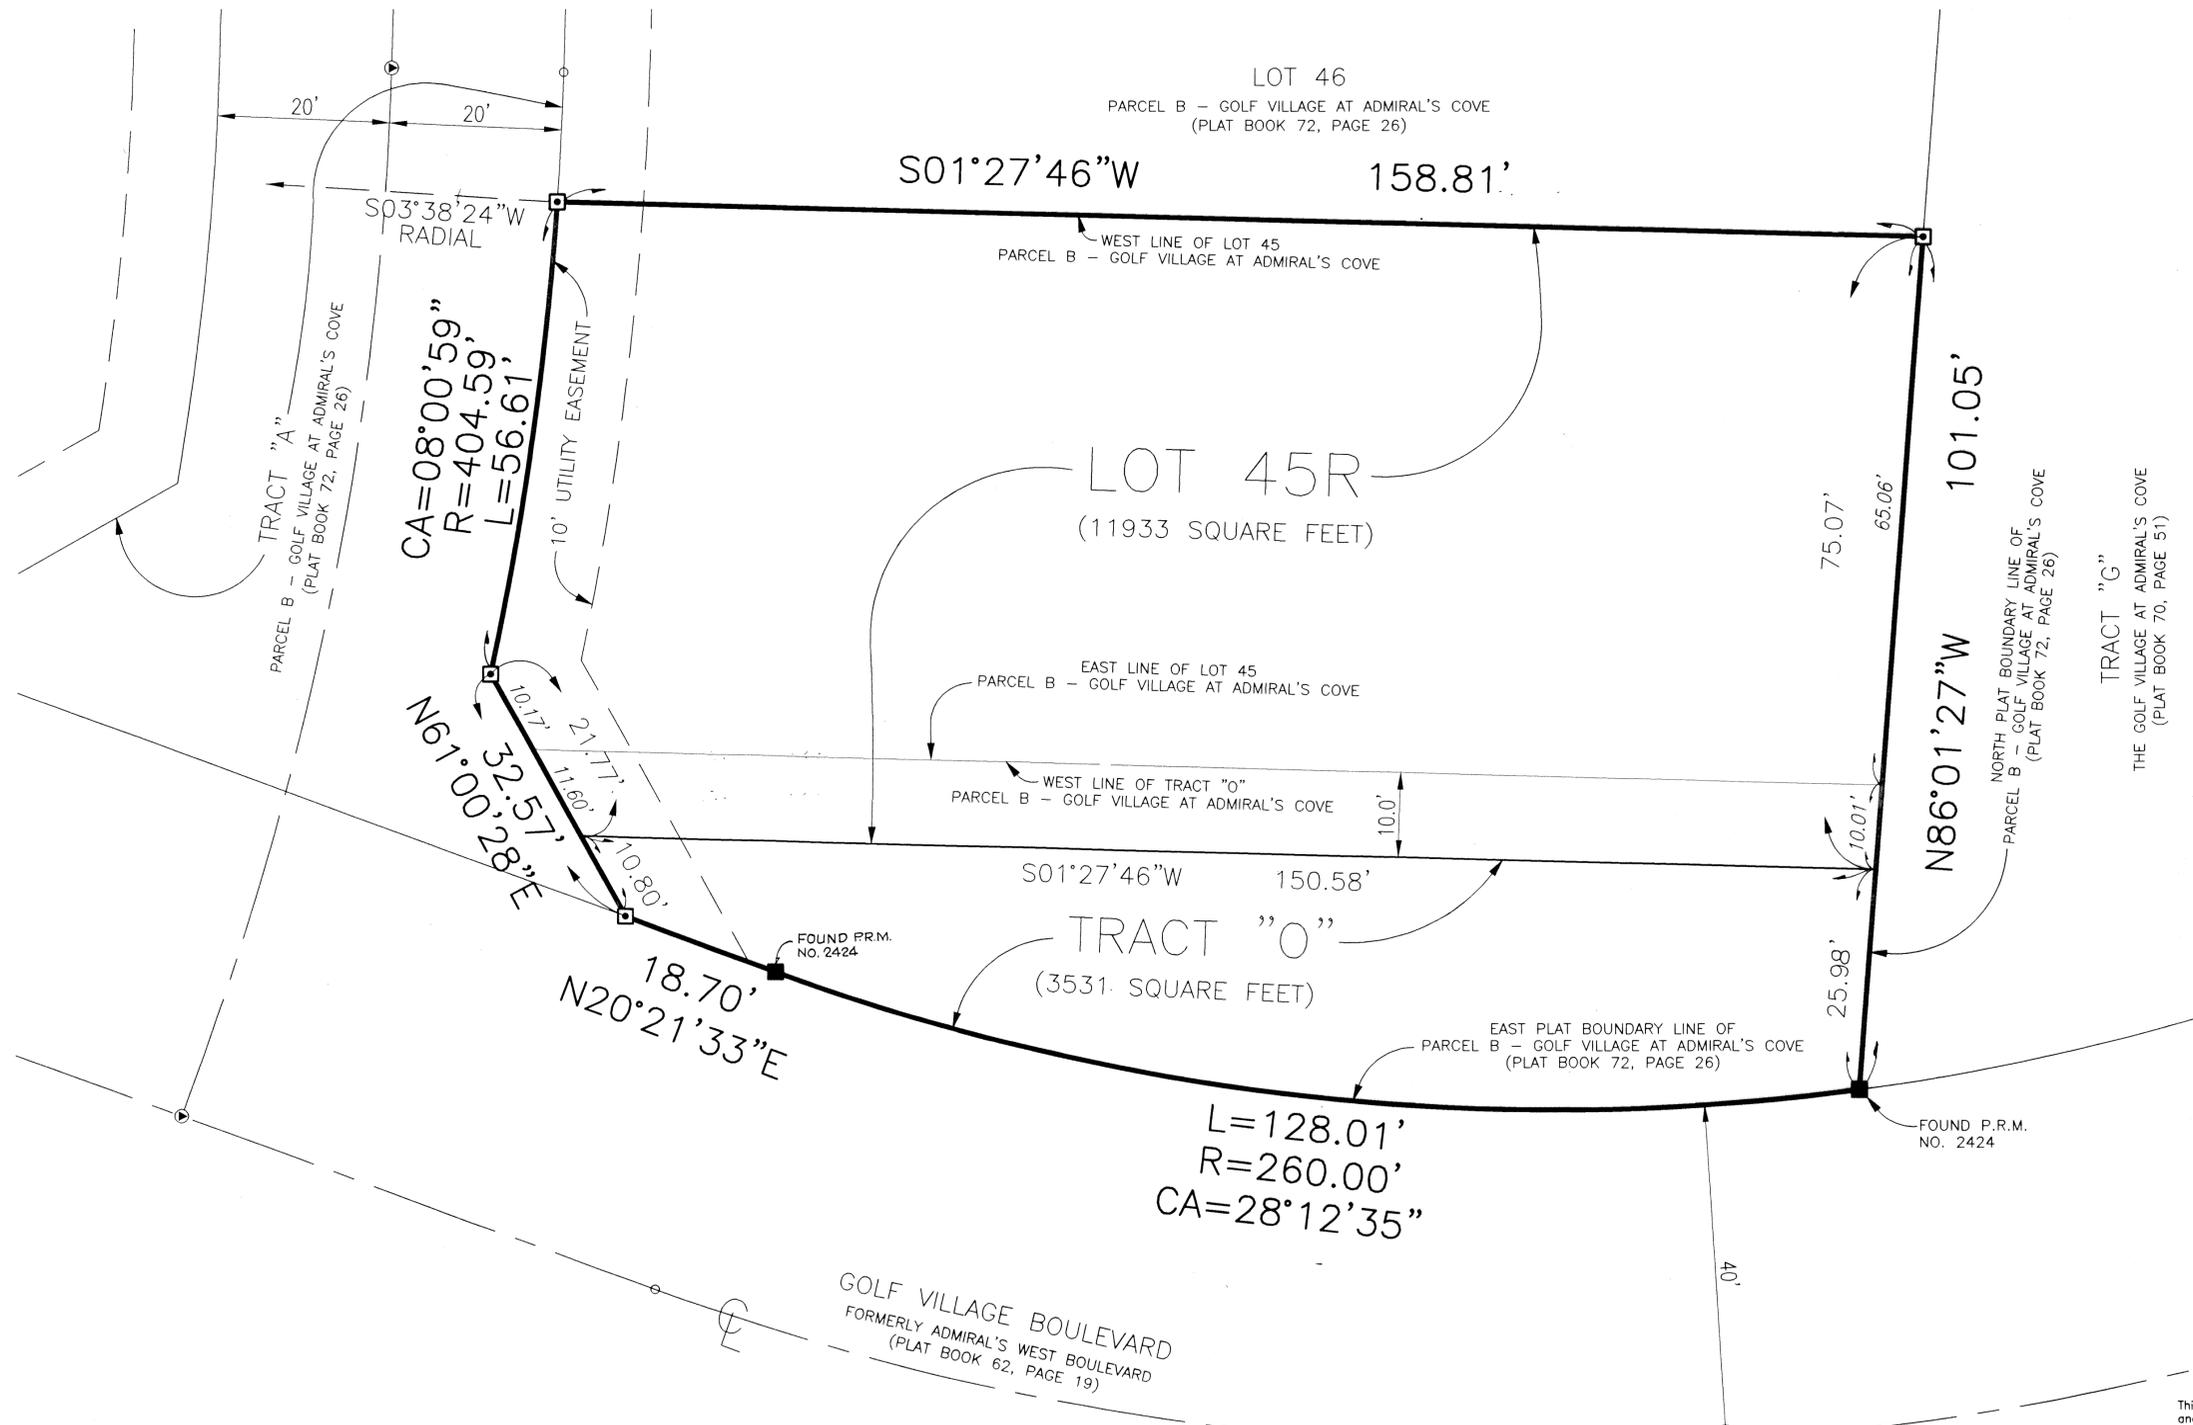 LOT 46
PARCEL B – GOLF VILLAGE AT ADMIRAL'S COVE
(PLAT BOOK 72, PAGE 26)
20'
20'
S01°27'46"W 158.81'
S03°38'24"W
RADIAL
WEST LINE OF LOT 45
PARCEL B – GOLF VILLAGE AT ADMIRAL'S COVE
CA=08°00'59"
R=404.59'
L=56.61'
10' UTILITY EASEMENT
TRACT "A"
PARCEL B – GOLF VILLAGE AT ADMIRAL'S COVE
(PLAT BOOK 72, PAGE 26)
LOT 45R
(11933 SQUARE FEET)
75.07'
65.06'
101.05'
N86°01'27"W
NORTH PLAT BOUNDARY LINE OF
PARCEL B – GOLF VILLAGE AT ADMIRAL'S COVE
(PLAT BOOK 72, PAGE 26)
TRACT "G"
THE GOLF VILLAGE AT ADMIRAL'S COVE
(PLAT BOOK 70, PAGE 51)
EAST LINE OF LOT 45
PARCEL B – GOLF VILLAGE AT ADMIRAL'S COVE
10.17'
21.77'
11.60'
32.57'
N61°00'28"E
10.80'
WEST LINE OF TRACT "O"
PARCEL B – GOLF VILLAGE AT ADMIRAL'S COVE
10.0'
10.01'
S01°27'46"W 150.58'
TRACT "O"
(3531 SQUARE FEET)
25.98'
FOUND P.R.M.
NO. 2424
18.70'
N20°21'33"E
EAST PLAT BOUNDARY LINE OF
PARCEL B – GOLF VILLAGE AT ADMIRAL'S COVE
(PLAT BOOK 72, PAGE 26)
L=128.01'
R=260.00'
CA=28°12'35"
FOUND P.R.M.
NO. 2424
40'
GOLF VILLAGE BOULEVARD
FORMERLY ADMIRAL'S WEST BOULEVARD
(PLAT BOOK 62, PAGE 19)